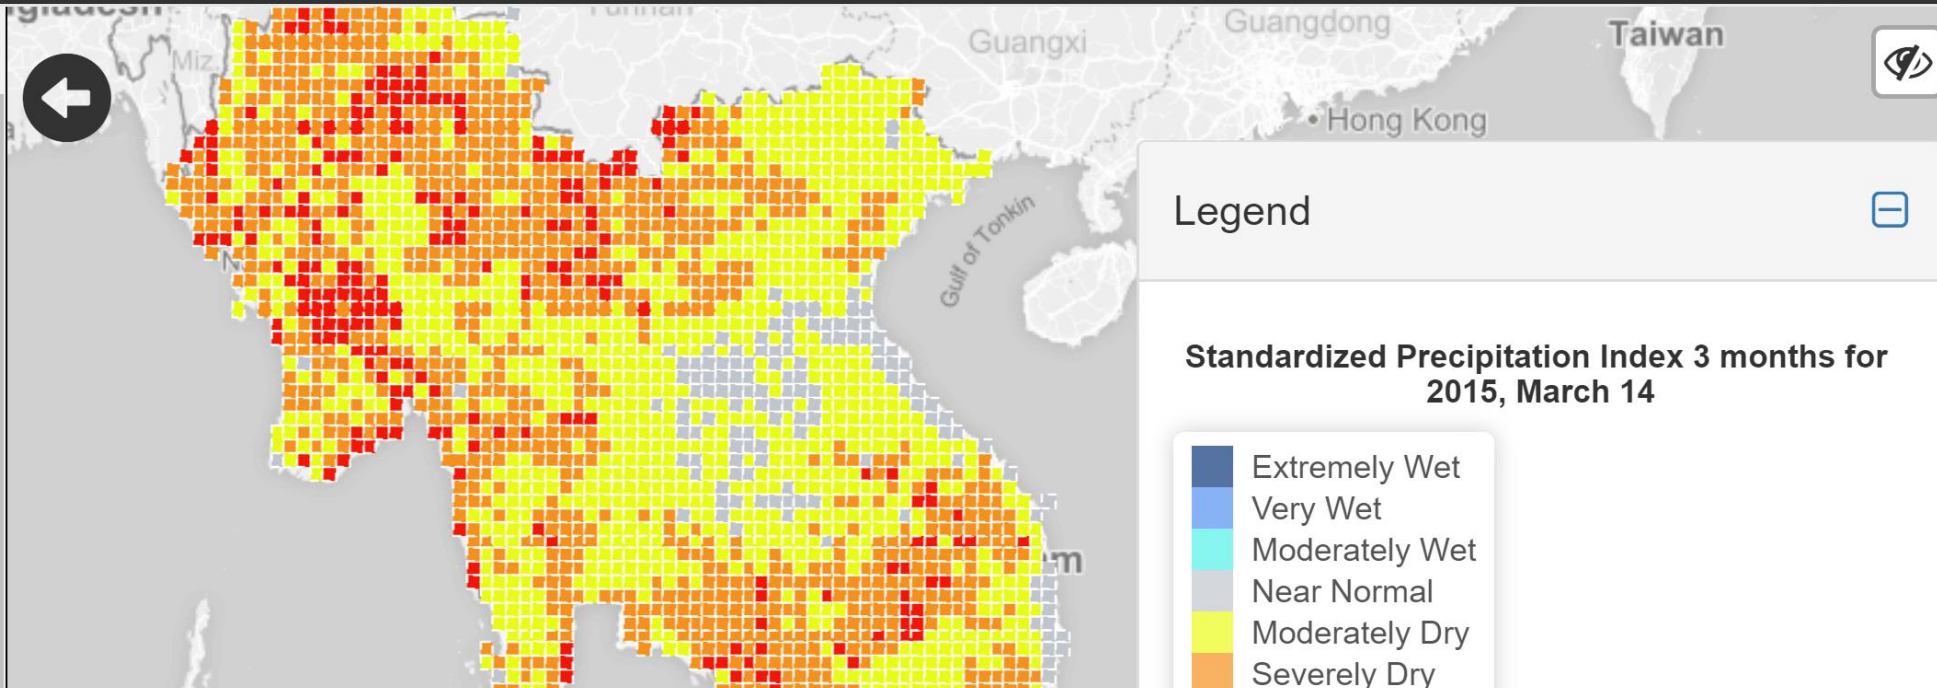 Guangxi
Guangdong
Taiwan
Miz.
Hong Kong
Gulf of Tonkin
Legend
Standardized Precipitation Index 3 months for
2015, March 14
Extremely Wet
Very Wet
Moderately Wet
Near Normal
Moderately Dry
Severely Dry